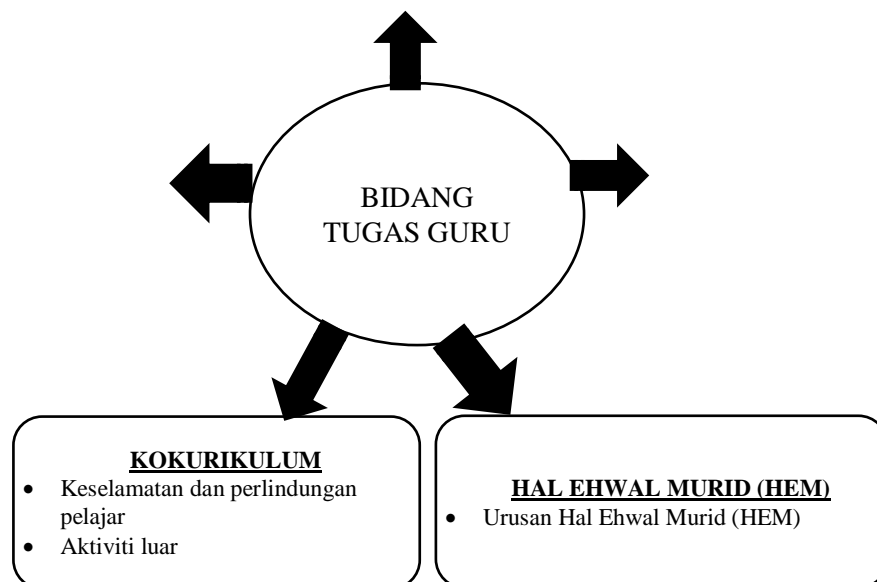 BIDANG
TUGAS GURU
KOKURIKULUM
• Keselamatan dan perlindungan
pelajar
• Aktiviti luar
HAL EHWAL MURID (HEM)
• Urusan Hal Ehwal Murid (HEM)